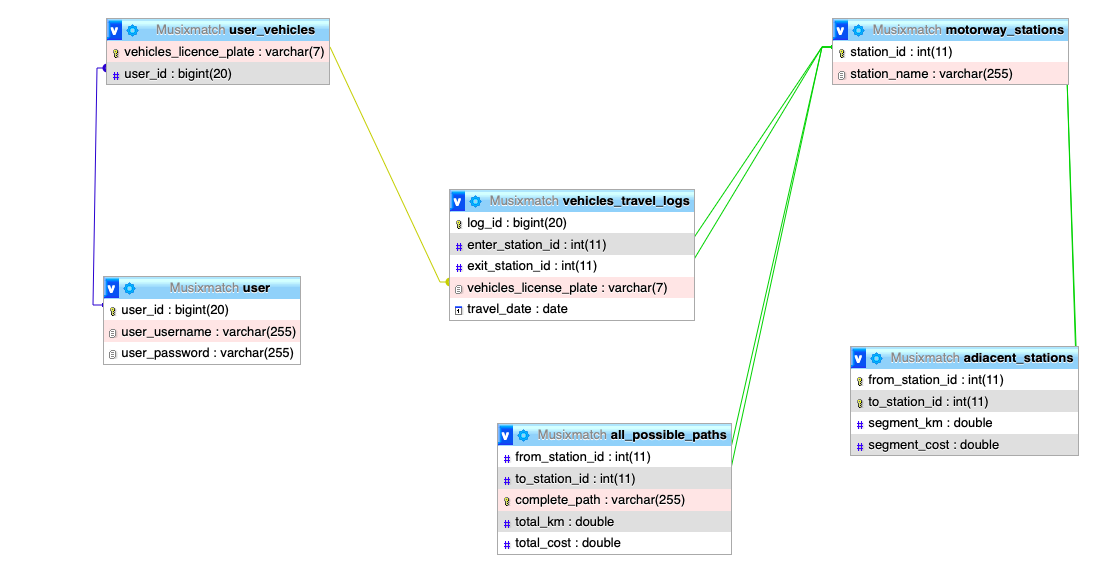 v Musixmatch user_vehicles
vehicles_licence_plate : varchar(7)
# user_id : bigint(20)
v Musixmatch motorway_stations
station_id : int(11)
station_name : varchar(255)
v Musixmatch vehicles_travel_logs
log_id : bigint(20)
# enter_station_id : int(11)
# exit_station_id : int(11)
vehicles_license_plate : varchar(7)
travel_date : date
v Musixmatch user
user_id : bigint(20)
user_username : varchar(255)
user_password : varchar(255)
v Musixmatch adiacent_stations
from_station_id : int(11)
to_station_id : int(11)
# segment_km : double
# segment_cost : double
v Musixmatch all_possible_paths
# from_station_id : int(11)
# to_station_id : int(11)
complete_path : varchar(255)
# total_km : double
# total_cost : double